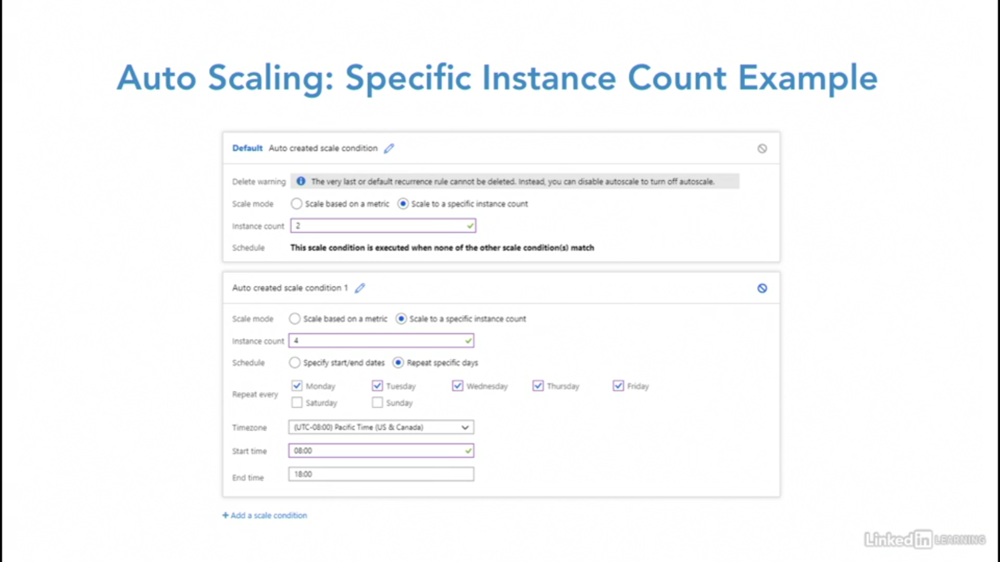 Auto Scaling: Specific Instance Count Example
Default Auto created scale condition
Delete warning The very last or default recurrence rule cannot be deleted. Instead, you can disable autoscale to turn off autoscale.
Scale mode Scale based on a metric Scale to a specific instance count
Instance count 2
Schedule This scale condition is executed when none of the other scale condition(s) match
Auto created scale condition 1
Scale mode Scale based on a metric Scale to a specific instance count
Instance count 4
Schedule Specify start/end dates Repeat specific days
Repeat every Monday Tuesday Wednesday Thursday Friday
Saturday Sunday
Timezone (UTC-08:00) Pacific Time (US & Canada)
Start time 08:00
End time 18:00
+ Add a scale condition
Linked in LEARNING